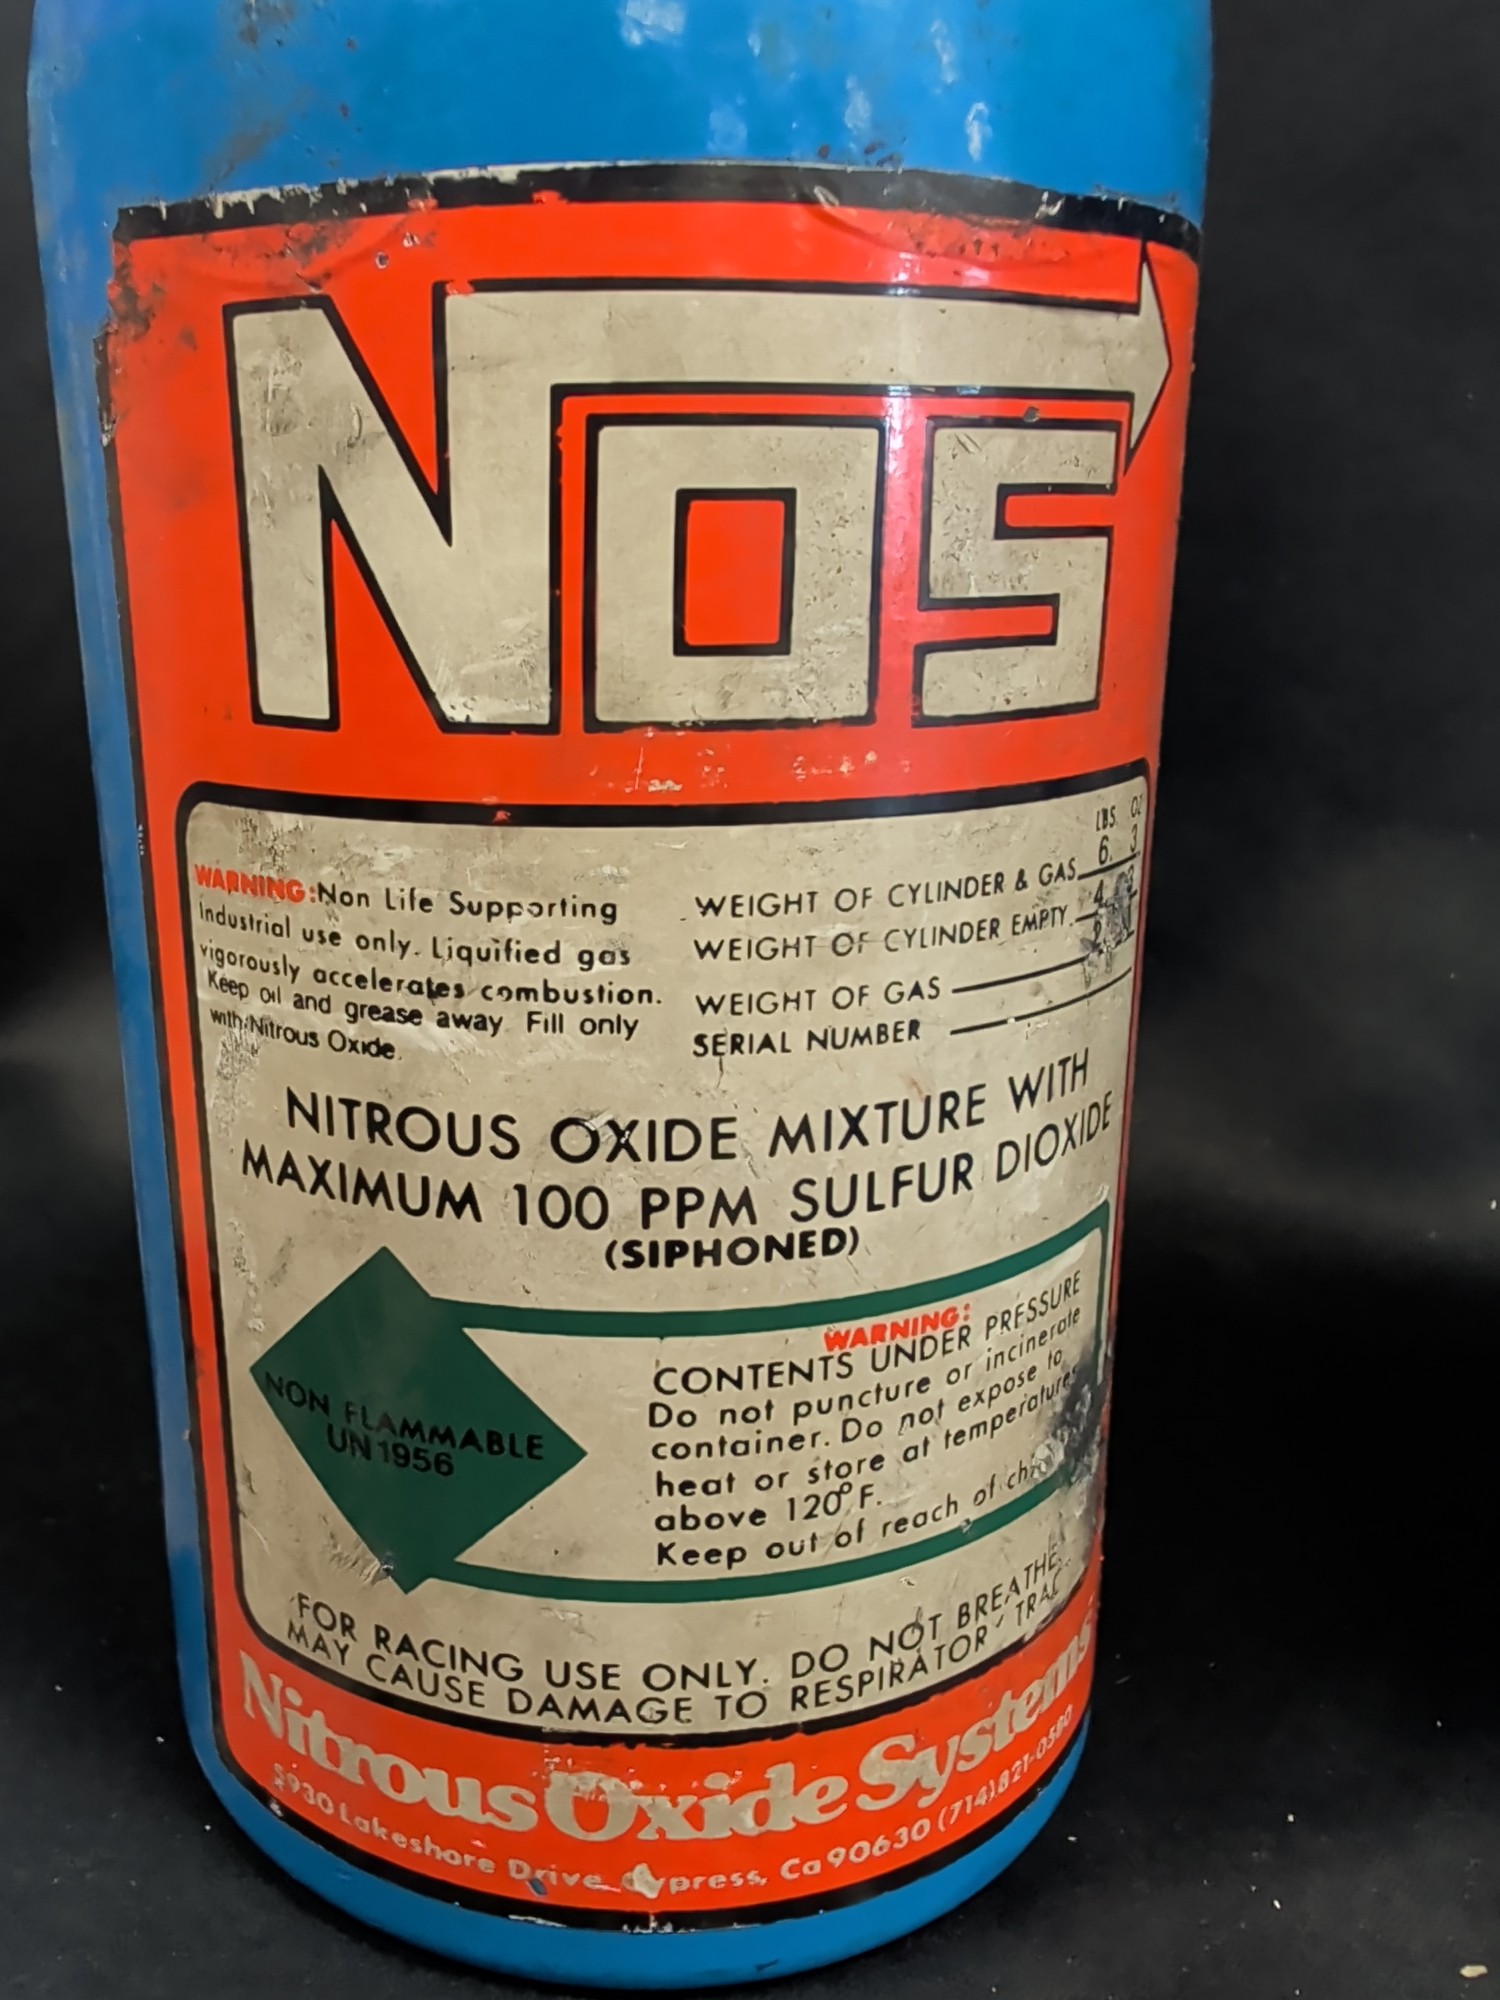 NOS
LBS. OZ
WARNING: Non Life Supporting
Industrial use only. Liquified gas
vigorously accelerates combustion.
Keep oil and grease away. Fill only
with Nitrous Oxide.
WEIGHT OF CYLINDER & GAS 6. 3
WEIGHT OF CYLINDER EMPTY. 4.
WEIGHT OF GAS
SERIAL NUMBER
NITROUS OXIDE MIXTURE WITH
MAXIMUM 100 PPM SULFUR DIOXIDE
(SIPHONED)
NON FLAMMABLE
UN 1956
WARNING:
CONTENTS UNDER PRESSURE
Do not puncture or incinerate
container. Do not expose to
heat or store at temperatures
above 120°F.
Keep out of reach of
FOR RACING USE ONLY. DO NOT BREATHE.
MAY CAUSE DAMAGE TO
Nitrous Oxide Systems
5930 Lakeshore Drive, Cypress, Ca 90630 (714) 821-0580